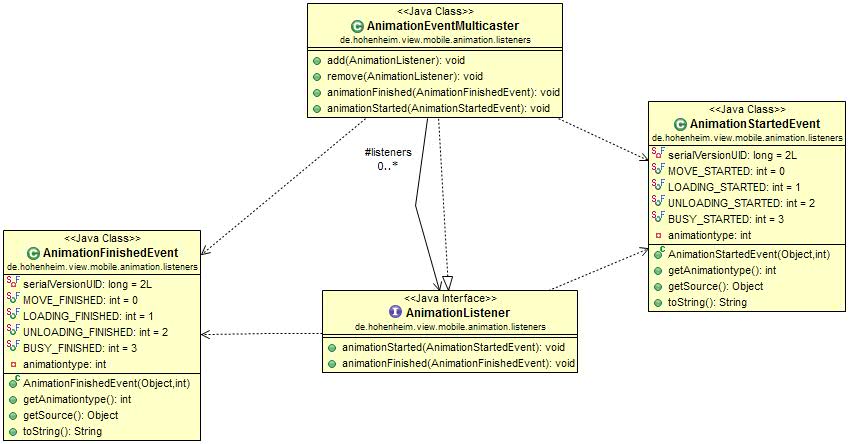 <<Java Class>>
AnimationEventMulticaster
de.hohenheim.view.mobile.animation.listeners
add(AnimationListener): void
remove(AnimationListener): void
animationFinished(AnimationFinishedEvent): void
animationStarted(AnimationStartedEvent): void
#listeners
0..*
<<Java Class>>
AnimationStartedEvent
de.hohenheim.view.mobile.animation.listeners
serialVersionUID: long = 2L
MOVE_STARTED: int = 0
LOADING_STARTED: int = 1
UNLOADING_STARTED: int = 2
BUSY_STARTED: int = 3
animationtype: int
AnimationStartedEvent(Object,int)
getAnimationtype(): int
getSource(): Object
toString(): String
<<Java Class>>
AnimationFinishedEvent
de.hohenheim.view.mobile.animation.listeners
serialVersionUID: long = 2L
MOVE_FINISHED: int = 0
LOADING_FINISHED: int = 1
UNLOADING_FINISHED: int = 2
BUSY_FINISHED: int = 3
animationtype: int
AnimationFinishedEvent(Object,int)
getAnimationtype(): int
getSource(): Object
toString(): String
<<Java Interface>>
AnimationListener
de.hohenheim.view.mobile.animation.listeners
animationStarted(AnimationStartedEvent): void
animationFinished(AnimationFinishedEvent): void